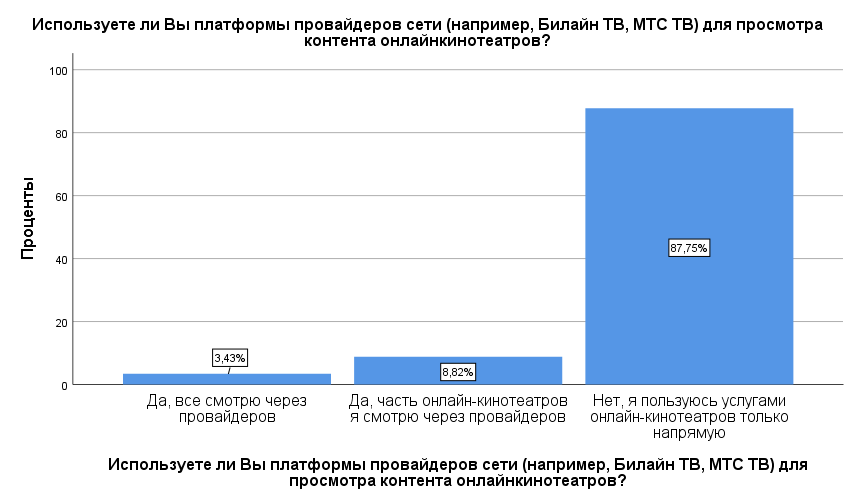 Используете ли Вы платформы провайдеров сети (например, Билайн ТВ, МТС ТВ) для просмотра
контента онлайнкинотеатров?
Проценты
100
80
60
40
20
0
3,43%
8,82%
87,75%
Да, все смотрю через
провайдеров
Да, часть онлайн-кинотеатров
я смотрю через провайдеров
Нет, я пользуюсь услугами
онлайн-кинотеатров только
напрямую
Используете ли Вы платформы провайдеров сети (например, Билайн ТВ, МТС ТВ) для
просмотра контента онлайнкинотеатров?